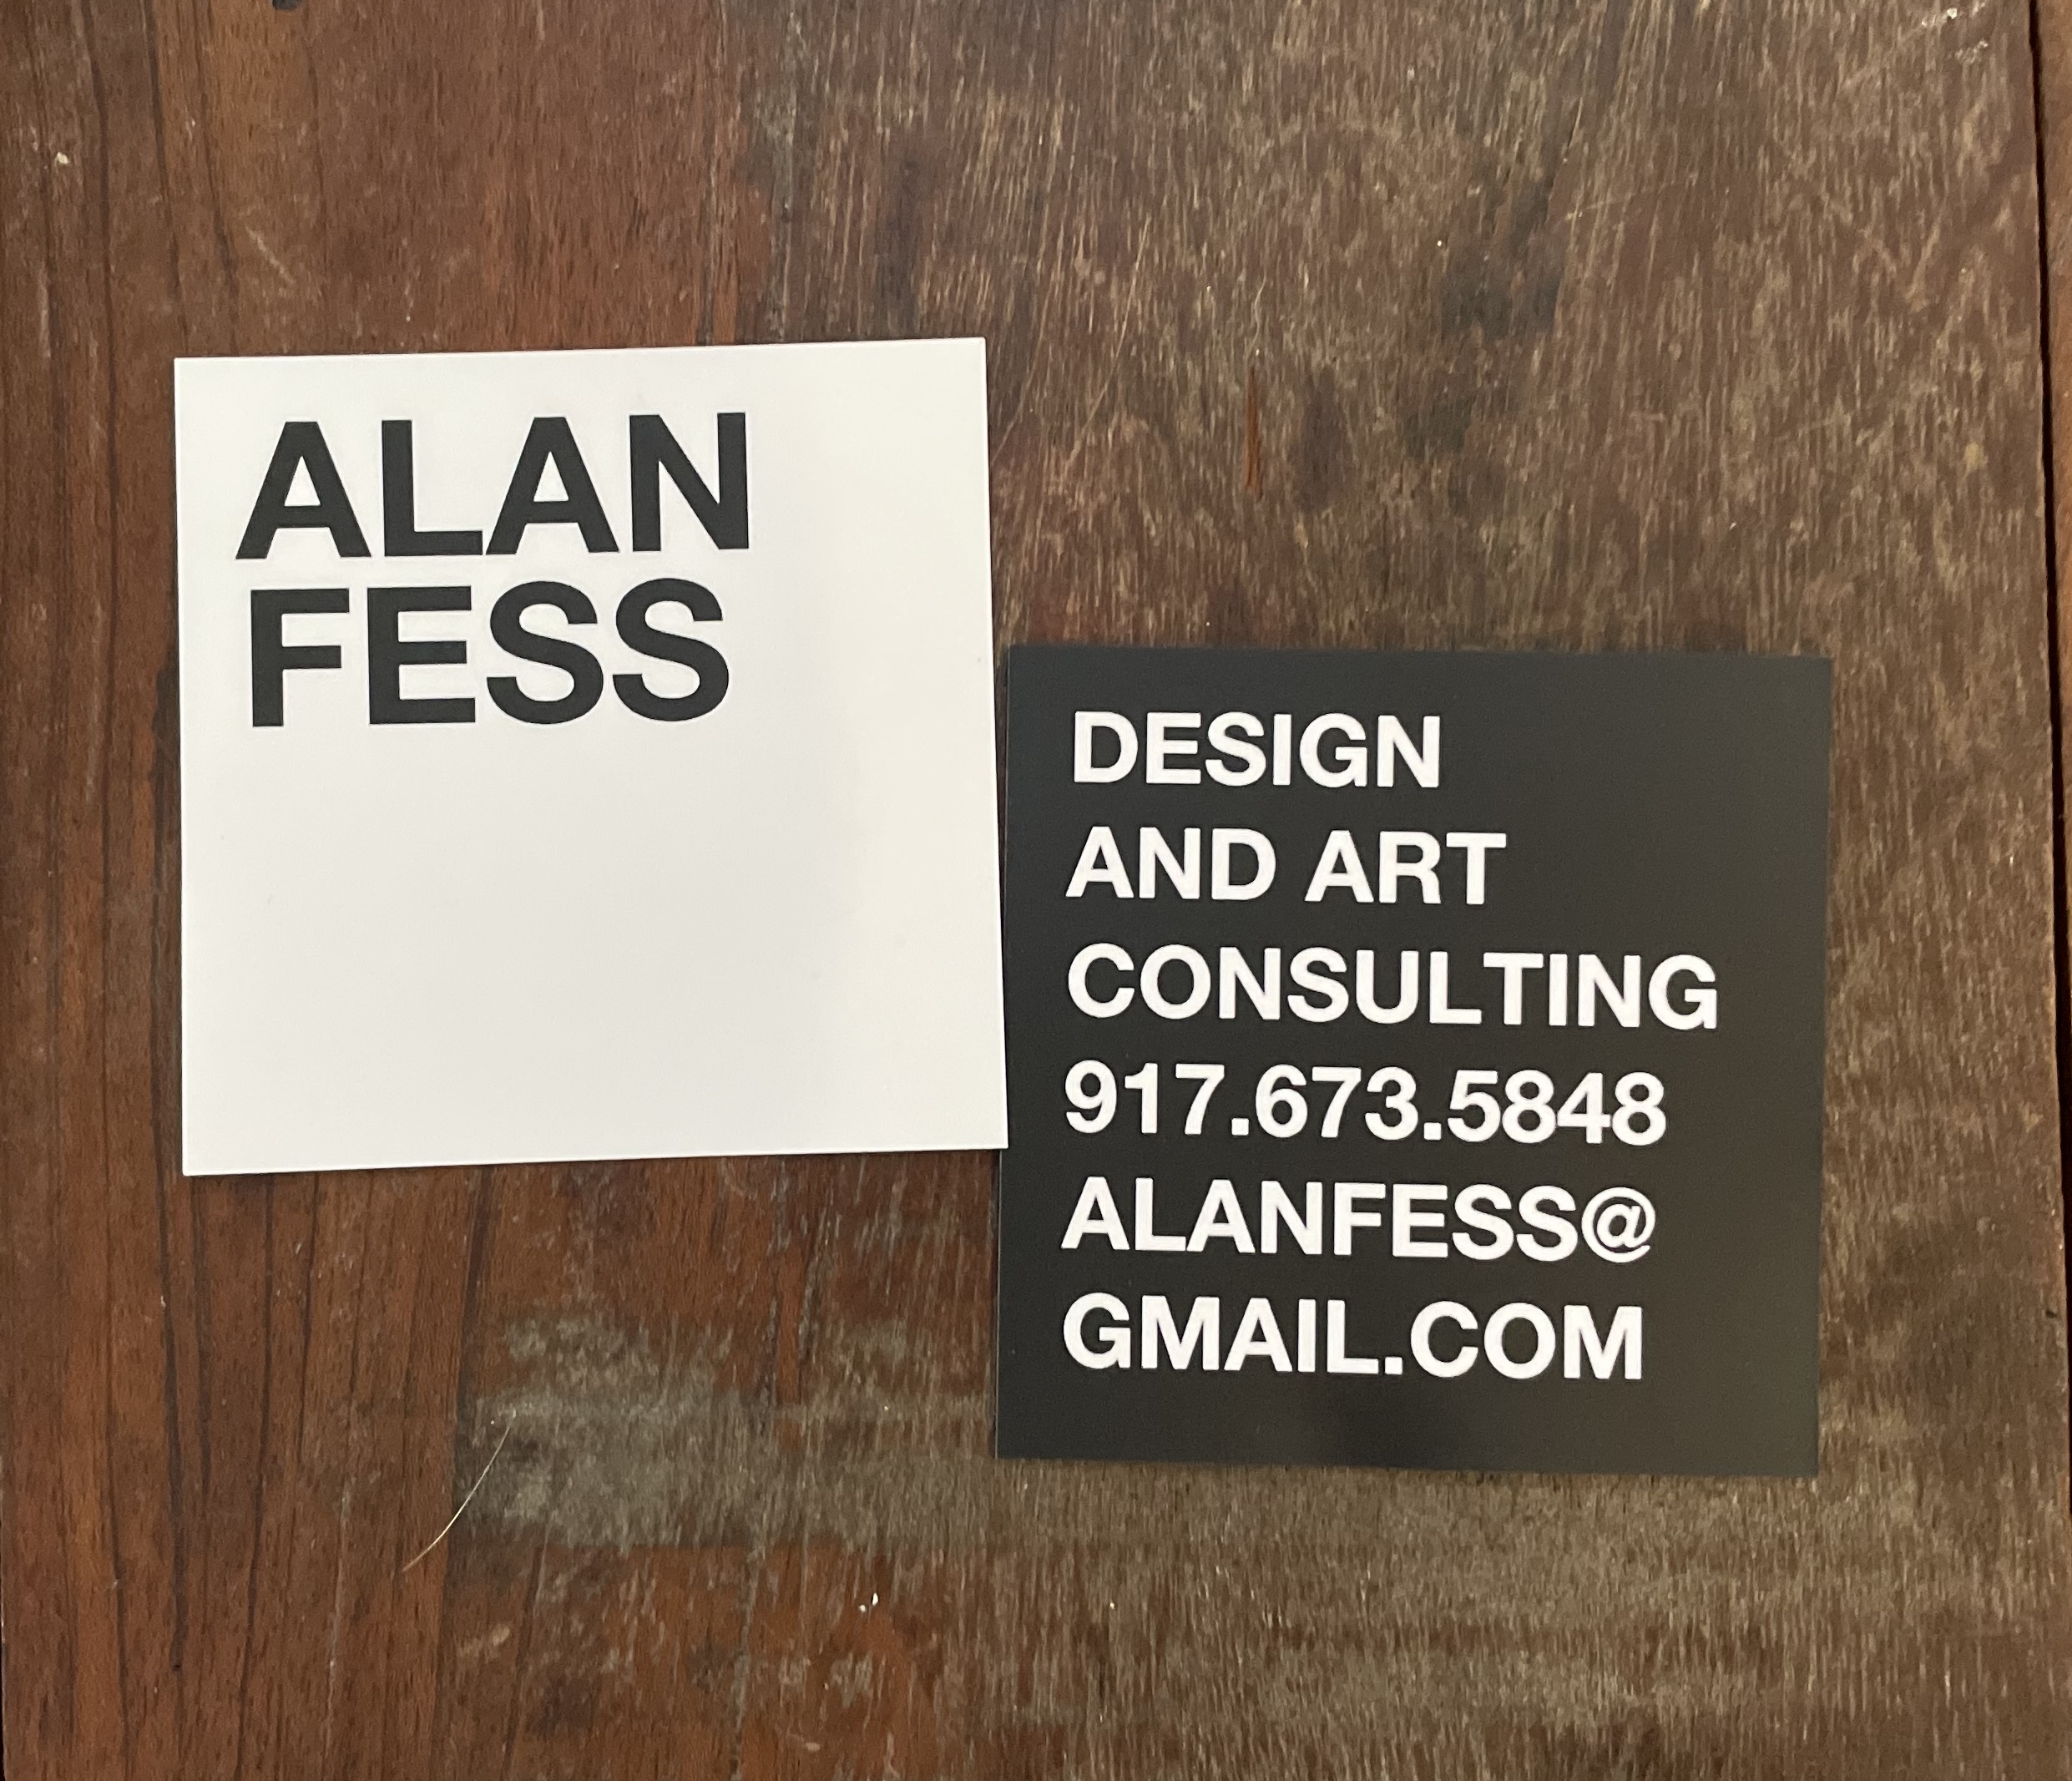 ALAN
FESS
DESIGN
AND ART
CONSULTING
917.673.5848
ALANFESS@
GMAIL.COM